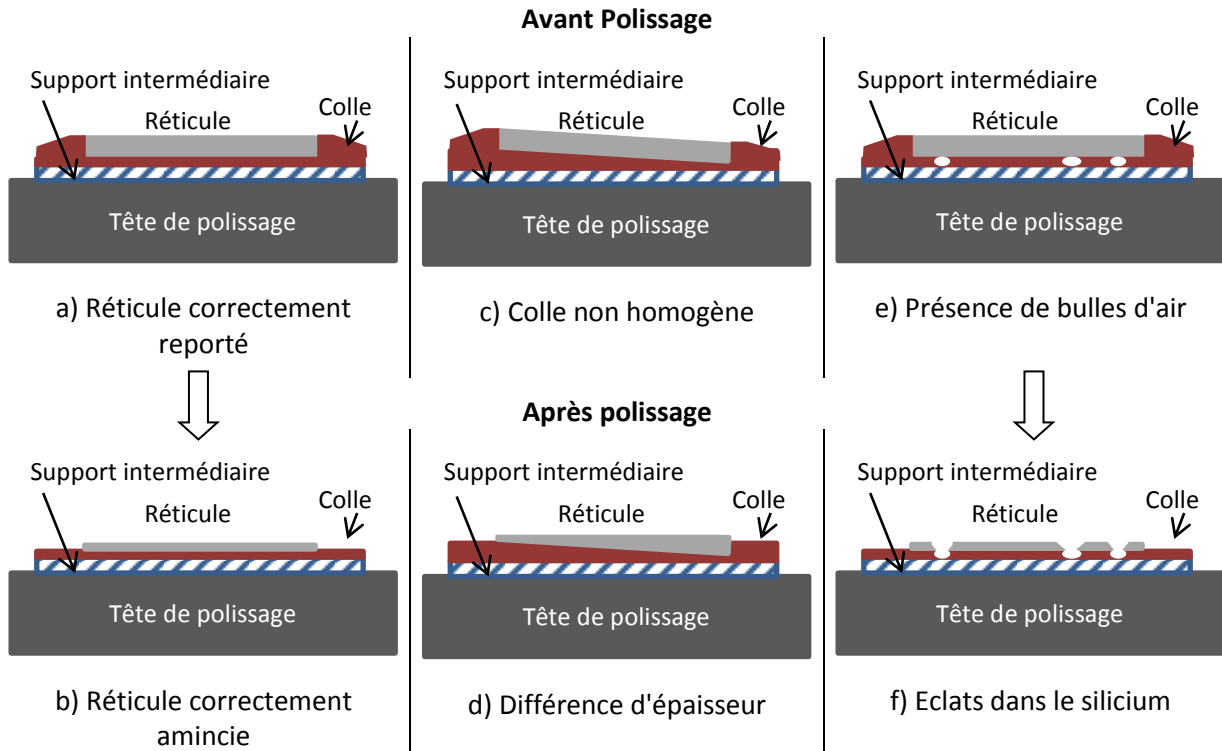 Avant Polissage
Support intermédiaire
Réticule
Colle
Tête de polissage
a) Réticule correctement
reporté
Réticule
Colle
Support intermédiaire
Tête de polissage
c) Colle non homogène
Support intermédiaire
Réticule
Colle
Tête de polissage
e) Présence de bulles d'air
Après polissage
Support intermédiaire
Réticule
Colle
Tête de polissage
b) Réticule correctement
amincie
Support intermédiaire
Réticule
Colle
Tête de polissage
d) Différence d'épaisseur
Support intermédiaire
Réticule
Colle
Tête de polissage
f) Eclats dans le silicium